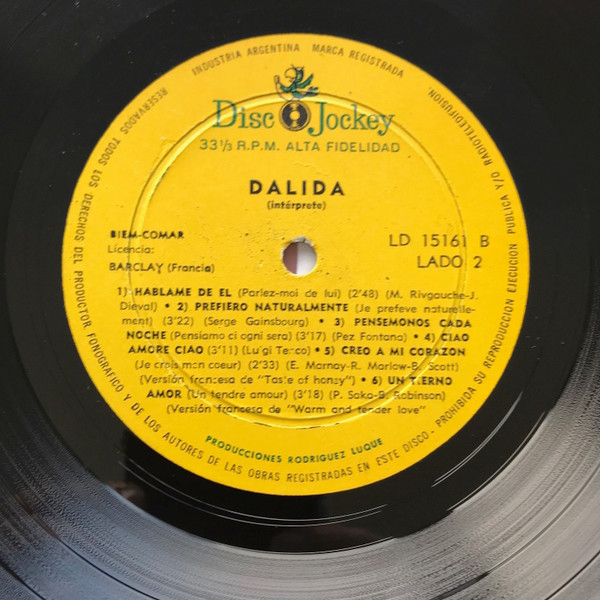 INDUSTRIA ARGENTINA MARCA REGISTRADA
Disc Jockey
33⅓ R.P.M. ALTA FIDELIDAD
DALIDA
(intérprete)
BIEM-COMAR
Licencia:
BARCLAY (Francia)
LD 15161 B
LADO 2
1) HABLAME DE EL (Parlez-moi de lui) (2'48) (M. Rivgauche-J.
Dieval) • 2) PREFIERO NATURALMENTE (Je prefeve naturelle-
ment) (3'22) (Serge Gainsbourg) • 3) PENSEMONOS CADA
NOCHE (Pensiamo ci ogni sera) (3'17) (Pez Fontana) • 4) CIAO
AMORE CIAO (3'11) (Luigi Tenco) • 5) CREO A MI CORAZON
(Je crois mon coeur) (2'33) (E. Marnay-R. Marlow-B. Scott)
(Versión francesa de "Taste of honey") • 6) UN TIERNO
AMOR (Un tendre amour) (3'18) (P. Saka-B. Robinson)
(Versión francesa de "Warm and tender love")
PRODUCCIONES RODRIGUEZ LUQUE
RESERVADOS TODOS LOS DERECHOS DEL PRODUCTOR FONOGRAFICO Y DE LOS AUTORES DE LAS OBRAS REGISTRADAS EN ESTE DISCO - PROHIBIDA SU REPRODUCCION EJECUCION PUBLICA Y/O RADIOTELEDIFUSION.